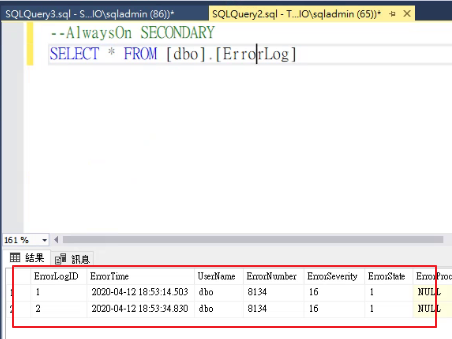 SQLQuery3.sql - S...IO\sqladmin (86))*
SQLQuery2.sql - T...IO\sqladmin (65))*
--AlwaysOn SECONDARY
SELECT * FROM [dbo].[ErrorLog]
161 %
結果 訊息
ErrorLogID ErrorTime UserName ErrorNumber ErrorSeverity ErrorState ErrorProc
1 1 2020-04-12 18:53:14.503 dbo 8134 16 1 NULL
2 2 2020-04-12 18:53:34.830 dbo 8134 16 1 NULL